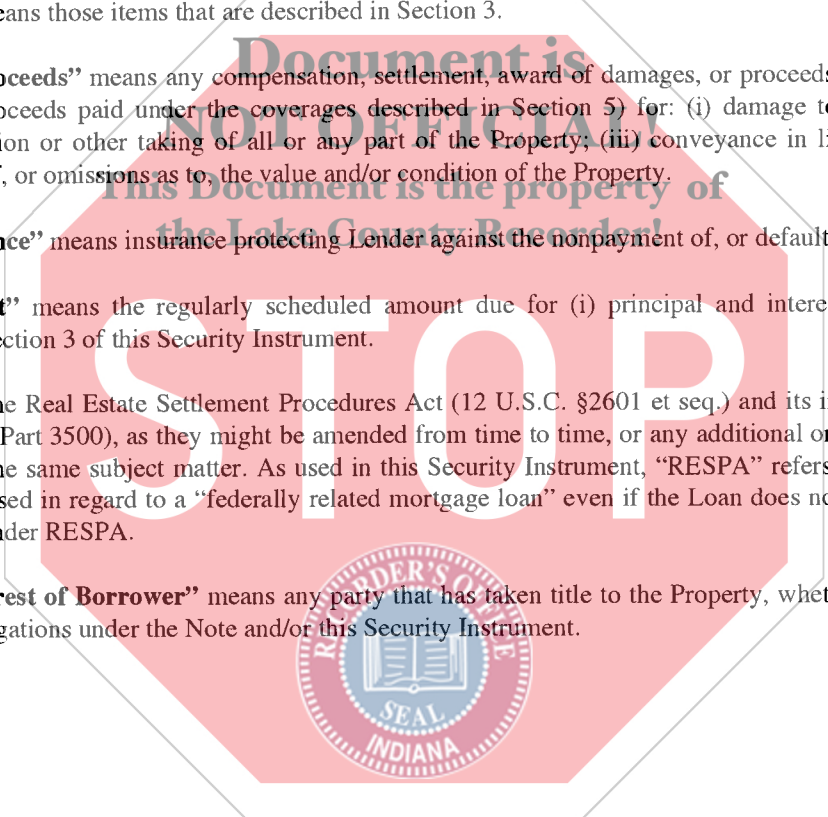 eans those items that are described in Section 3.
Document is
oceeds” means any compensation, settlement, award of damages, or proceeds
oceeds paid under the coverages described in Section 5) for: (i) damage to
NOT OFFICIAL!
ion or other taking of all or any part of the Property; (iii) conveyance in li
, or omissions as to, the value and/or condition of the Property.
This Document is the property of
the Lake County Recorder!
nce” means insurance protecting Lender against the nonpayment of, or default
t” means the regularly scheduled amount due for (i) principal and intere
ction 3 of this Security Instrument.
STOP
e Real Estate Settlement Procedures Act (12 U.S.C. §2601 et seq.) and its i
Part 3500), as they might be amended from time to time, or any additional or
e same subject matter. As used in this Security Instrument, “RESPA” refers
sed in regard to a “federally related mortgage loan” even if the Loan does no
nder RESPA.
rest of Borrower” means any party that has taken title to the Property, whet
gations under the Note and/or this Security Instrument.
RECORDER'S OFFICE
SEAL
INDIANA